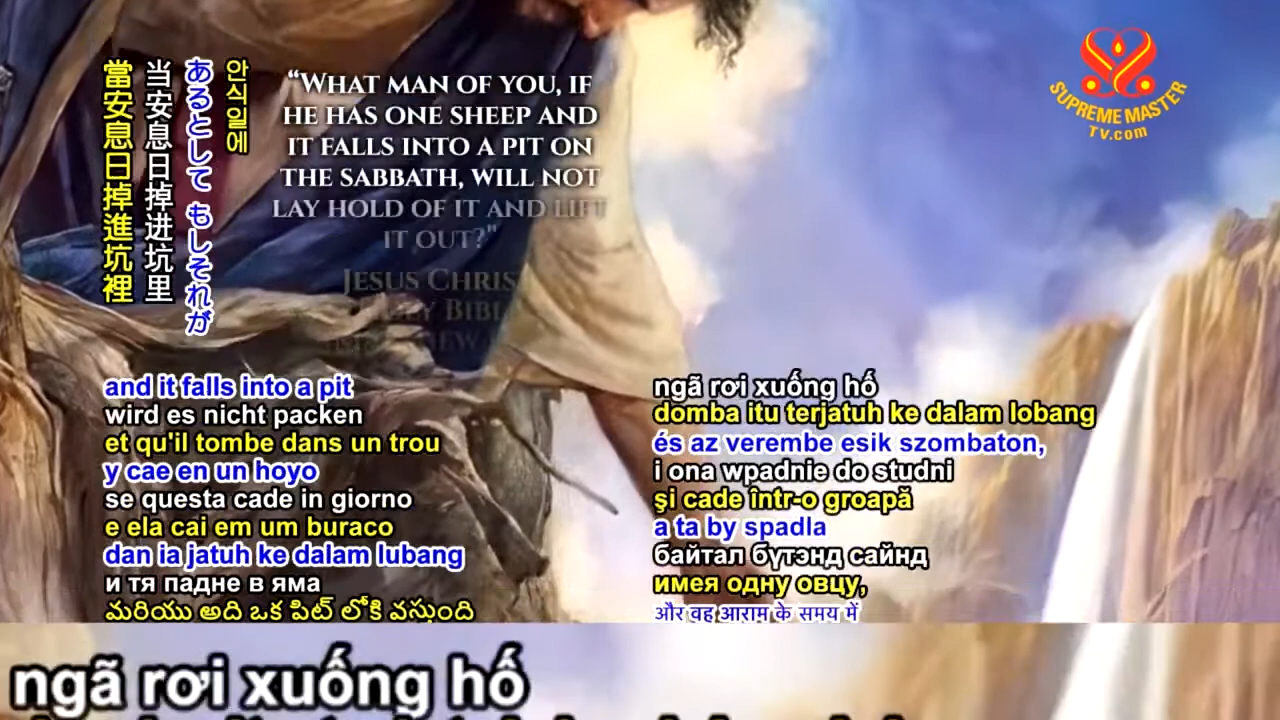 當安息日掉進坑裡
当安息日掉进坑里
あるとして もしそれが
안식일에
“WHAT MAN OF YOU, IF
HE HAS ONE SHEEP AND
IT FALLS INTO A PIT ON
THE SABBATH, WILL NOT
LAY HOLD OF IT AND LIFT
IT OUT?”
JESUS CHRIS
SUPREME MASTER
TV.com
and it falls into a pit
wird es nicht packen
et qu'il tombe dans un trou
y cae en un hoyo
se questa cade in giorno
e ela cai em um buraco
dan ia jatuh ke dalam lubang
и тя падне в яма
మరియు అది ఒక పిట్ లోకి వస్తుంది
ngã rơi xuống hố
domba itu terjatuh ke dalam lobang
és az verembe esik szombaton,
i ona wpadnie do studni
şi cade într-o groapă
a ta by spadla
байтал бүтэнд сайнд
имея одну овцу,
और वह आराम के समय में
ngã rơi xuống hố